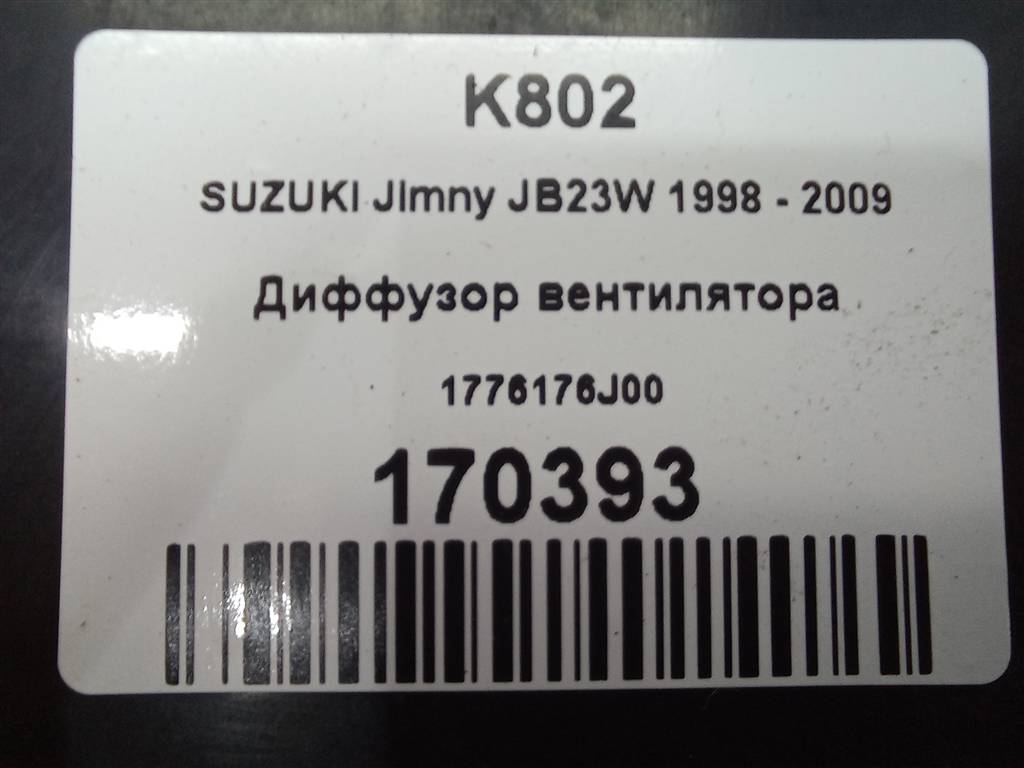 K802
SUZUKI JImny JB23W 1998 - 2009
Диффузор вентилятора
1776176J00
170393